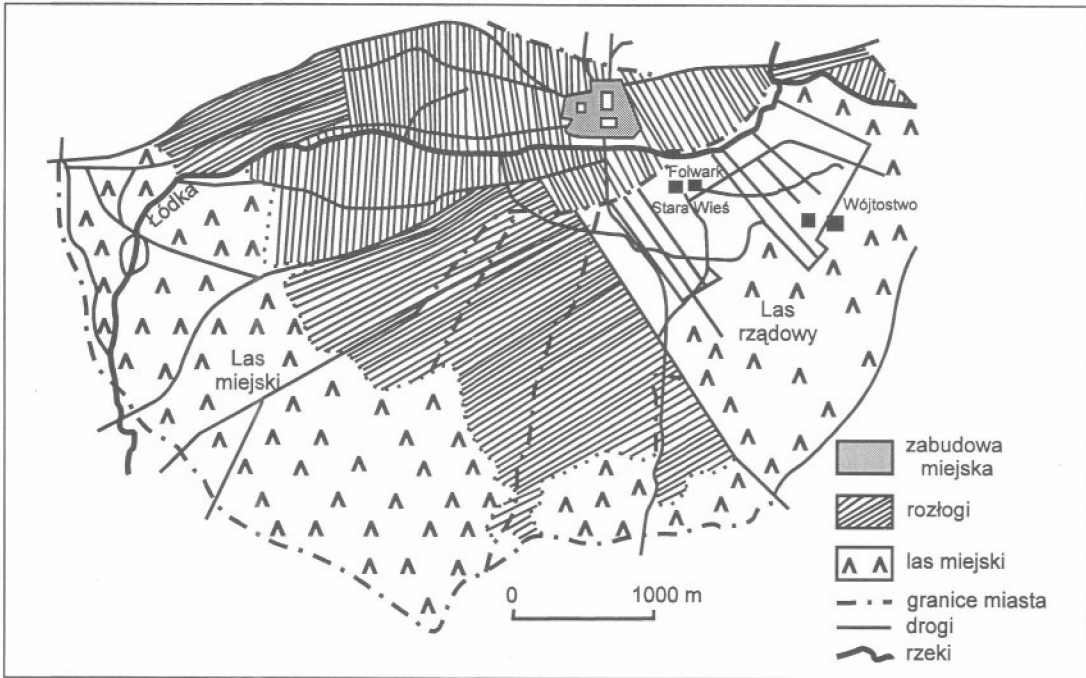 Łódka
Folwark
Stara Wieś
Wójtostwo
Las
rządowy
Las
miejski
zabudowa
miejska
rozłogi
las miejski
granice miasta
drogi
rzeki
0 1000 m